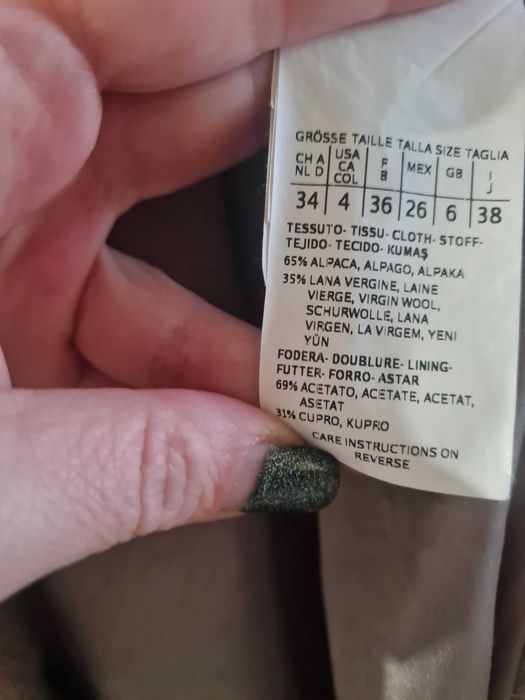 GRÖSSE TAILLE TALLA SIZE TAGLIA
CH A NL D | USA CA COL | F B | MEX | GB | I J
34 | 4 | 36 | 26 | 6 | 38
TESSUTO- TISSU- CLOTH- STOFF-
TEJIDO- TECIDO- KUMAŞ
65% ALPACA, ALPAGO, ALPAKA
35% LANA VERGINE, LAINE
VIERGE, VIRGIN WOOL,
SCHURWOLLE, LANA
VIRGEN, LA VIRGEM, YENI
YÜN
FODERA- DOUBLURE- LINING-
FUTTER- FORRO- ASTAR
69% ACETATO, ACETATE, ACETAT,
ASETAT
31% CUPRO, KUPRO
CARE INSTRUCTIONS ON
REVERSE